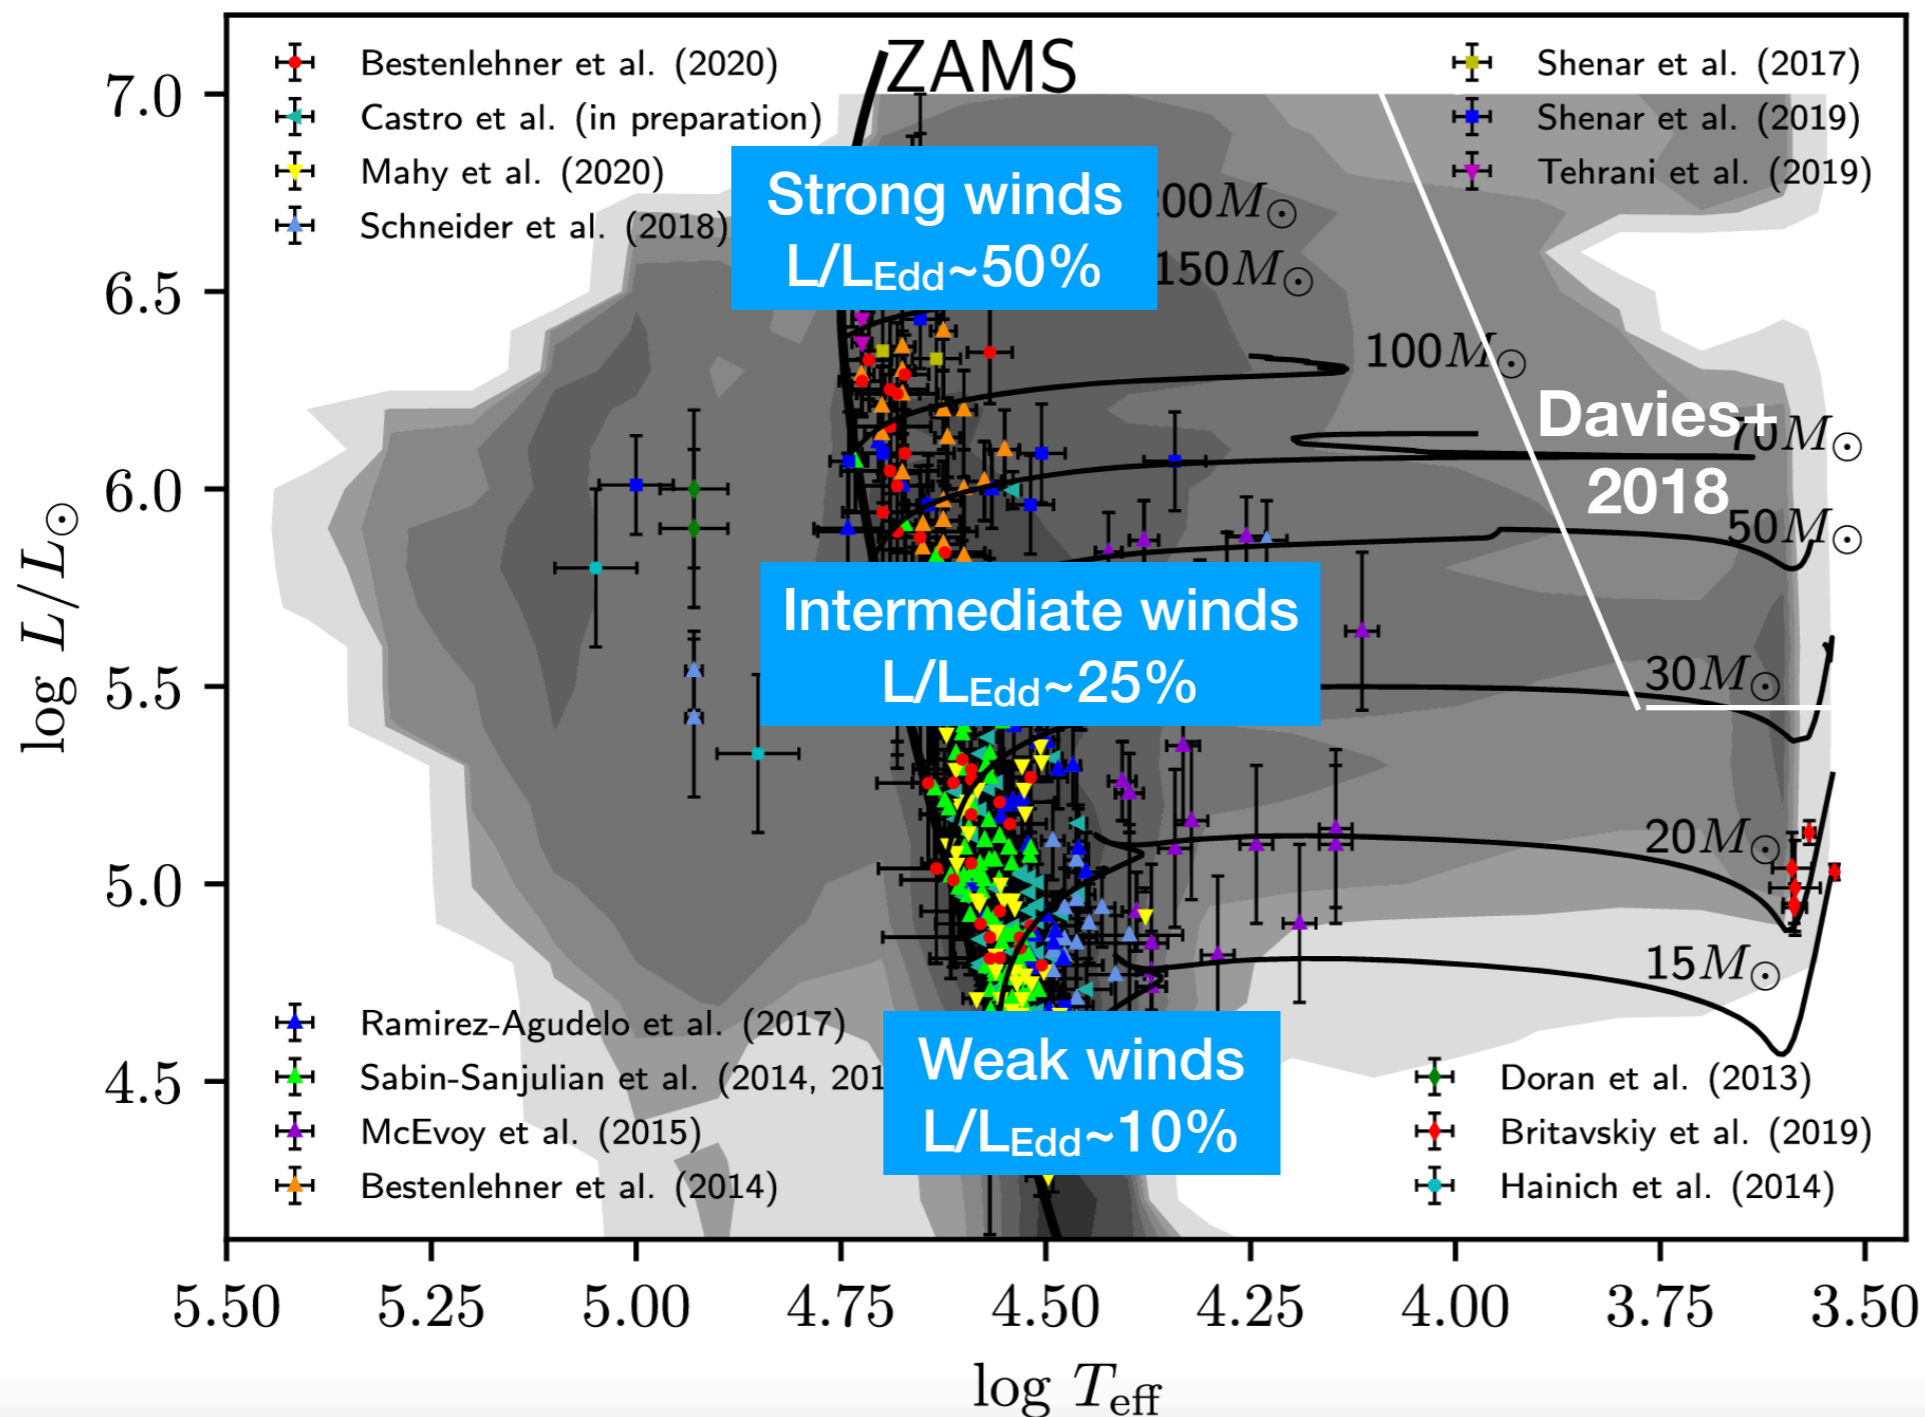 ZAMS
Bestenlehner et al. (2020)
Castro et al. (in preparation)
Mahy et al. (2020)
Schneider et al. (2018)
Shenar et al. (2017)
Shenar et al. (2019)
Tehrani et al. (2019)
Strong winds
L/L_Edd~50%
00M⊙
150M⊙
100M⊙
Davies+
2018
70M⊙
50M⊙
Intermediate winds
L/L_Edd~25%
30M⊙
20M⊙
15M⊙
Ramirez-Agudelo et al. (2017)
Sabin-Sanjulian et al. (2014, 201
McEvoy et al. (2015)
Bestenlehner et al. (2014)
Weak winds
L/L_Edd~10%
Doran et al. (2013)
Britavskiy et al. (2019)
Hainich et al. (2014)
log L/L⊙
7.0
6.5
6.0
5.5
5.0
4.5
5.50 5.25 5.00 4.75 4.50 4.25 4.00 3.75 3.50
log T_eff